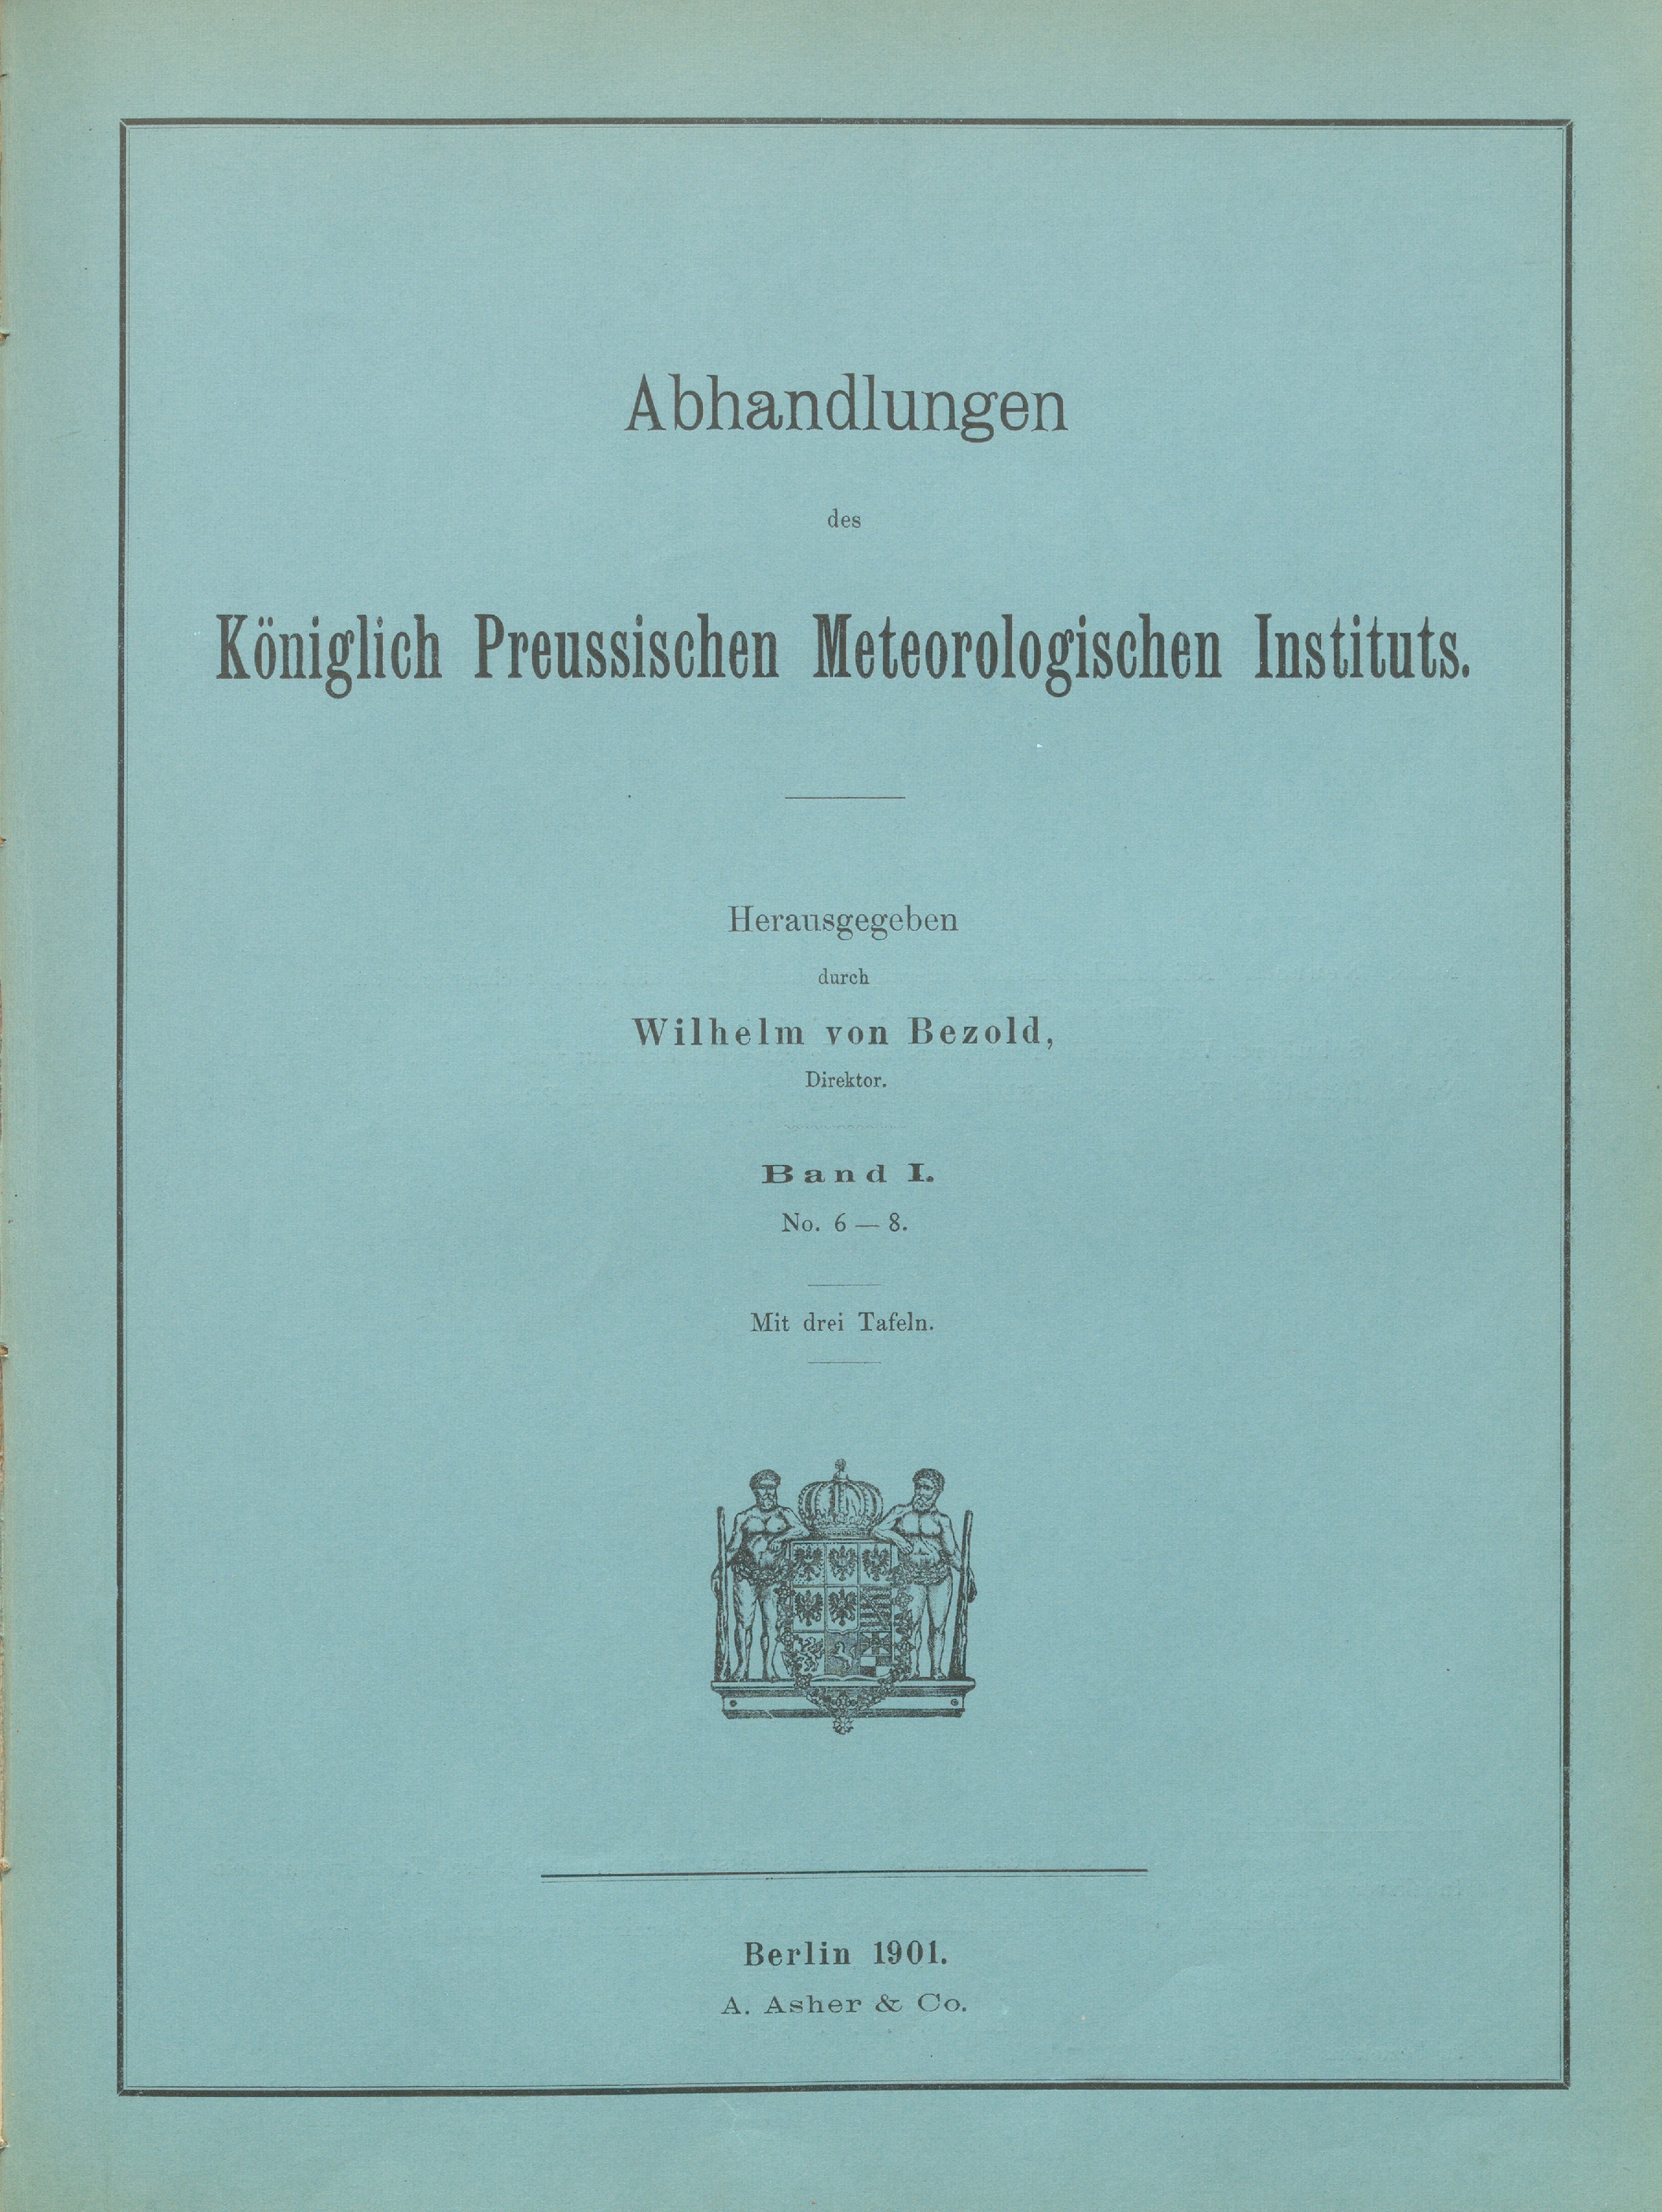 Abhandlungen
des
Königlich Preussischen Meteorologischen Instituts.
Herausgegeben
durch
Wilhelm von Bezold,
Direktor.
Band I.
No. 6 — 8.
Mit drei Tafeln.
Berlin 1901.
A. Asher & Co.